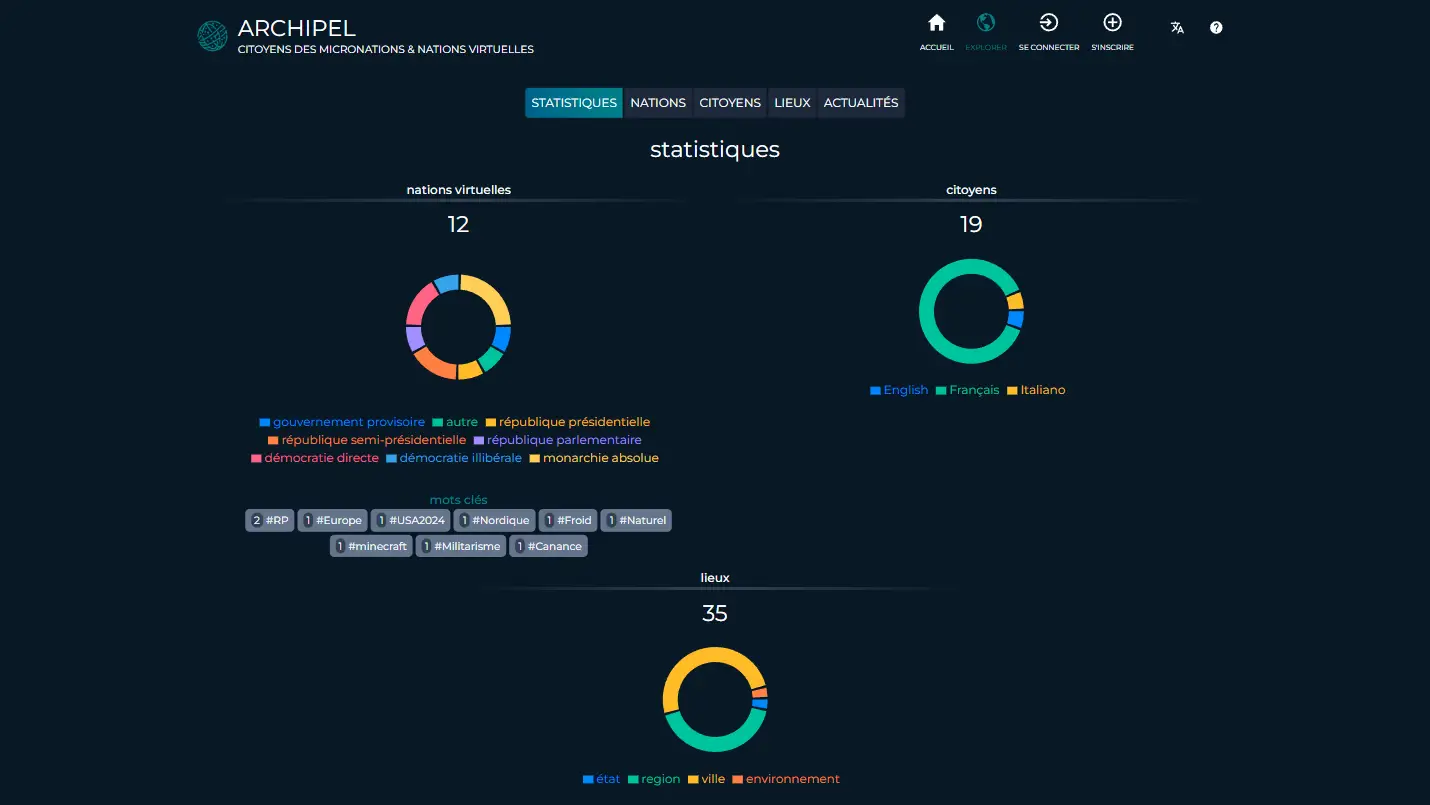 ARCHIPEL
CITOYENS DES MICRONATIONS & NATIONS VIRTUELLES
ACCUEIL EXPLORER SE CONNECTER S'INSCRIRE
STATISTIQUES NATIONS CITOYENS LIEUX ACTUALITÉS
statistiques
nations virtuelles
12
gouvernement provisoire autre république présidentielle
république semi-présidentielle république parlementaire
démocratie directe démocratie illibérale monarchie absolue
mots clés
2 #RP 1 #Europe 1 #USA2024 1 #Nordique 1 #Froid 1 #Naturel
1 #minecraft 1 #Militarisme 1 #Canance
citoyens
19
English Français Italiano
lieux
35
état region ville environnement